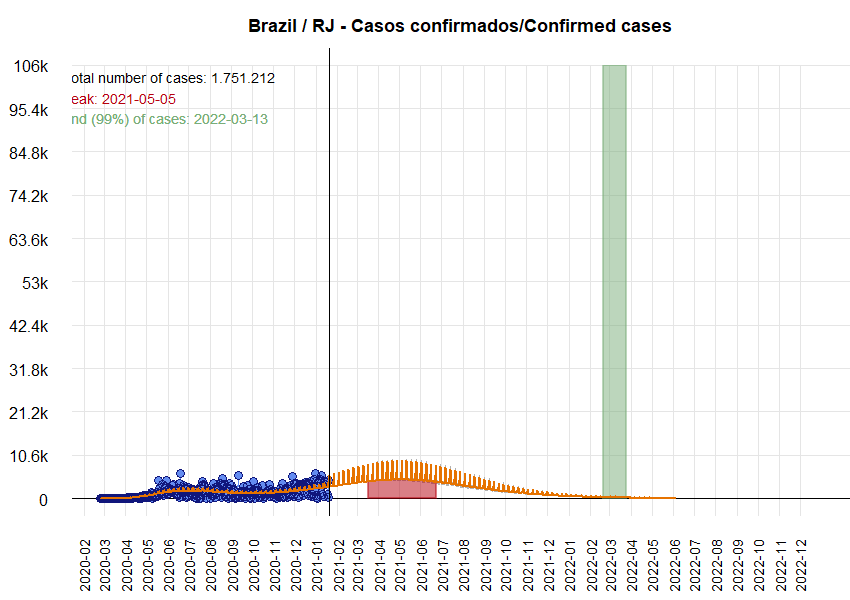 Brazil / RJ - Casos confirmados/Confirmed cases
106k
otal number of cases: 1.751.212
eak: 2021-05-05
95.4k
nd (99%) of cases: 2022-03-13
84.8k
74.2k
63.6k
53k
42.4k
31.8k
21.2k
10.6k
0
2020-02
2020-03
2020-04
2020-05
2020-06
2020-07
2020-08
2020-09
2020-10
2020-11
2020-12
2021-01
2021-02
2021-03
2021-04
2021-05
2021-06
2021-07
2021-08
2021-09
2021-10
2021-11
2021-12
2022-01
2022-02
2022-03
2022-04
2022-05
2022-06
2022-07
2022-08
2022-09
2022-10
2022-11
2022-12